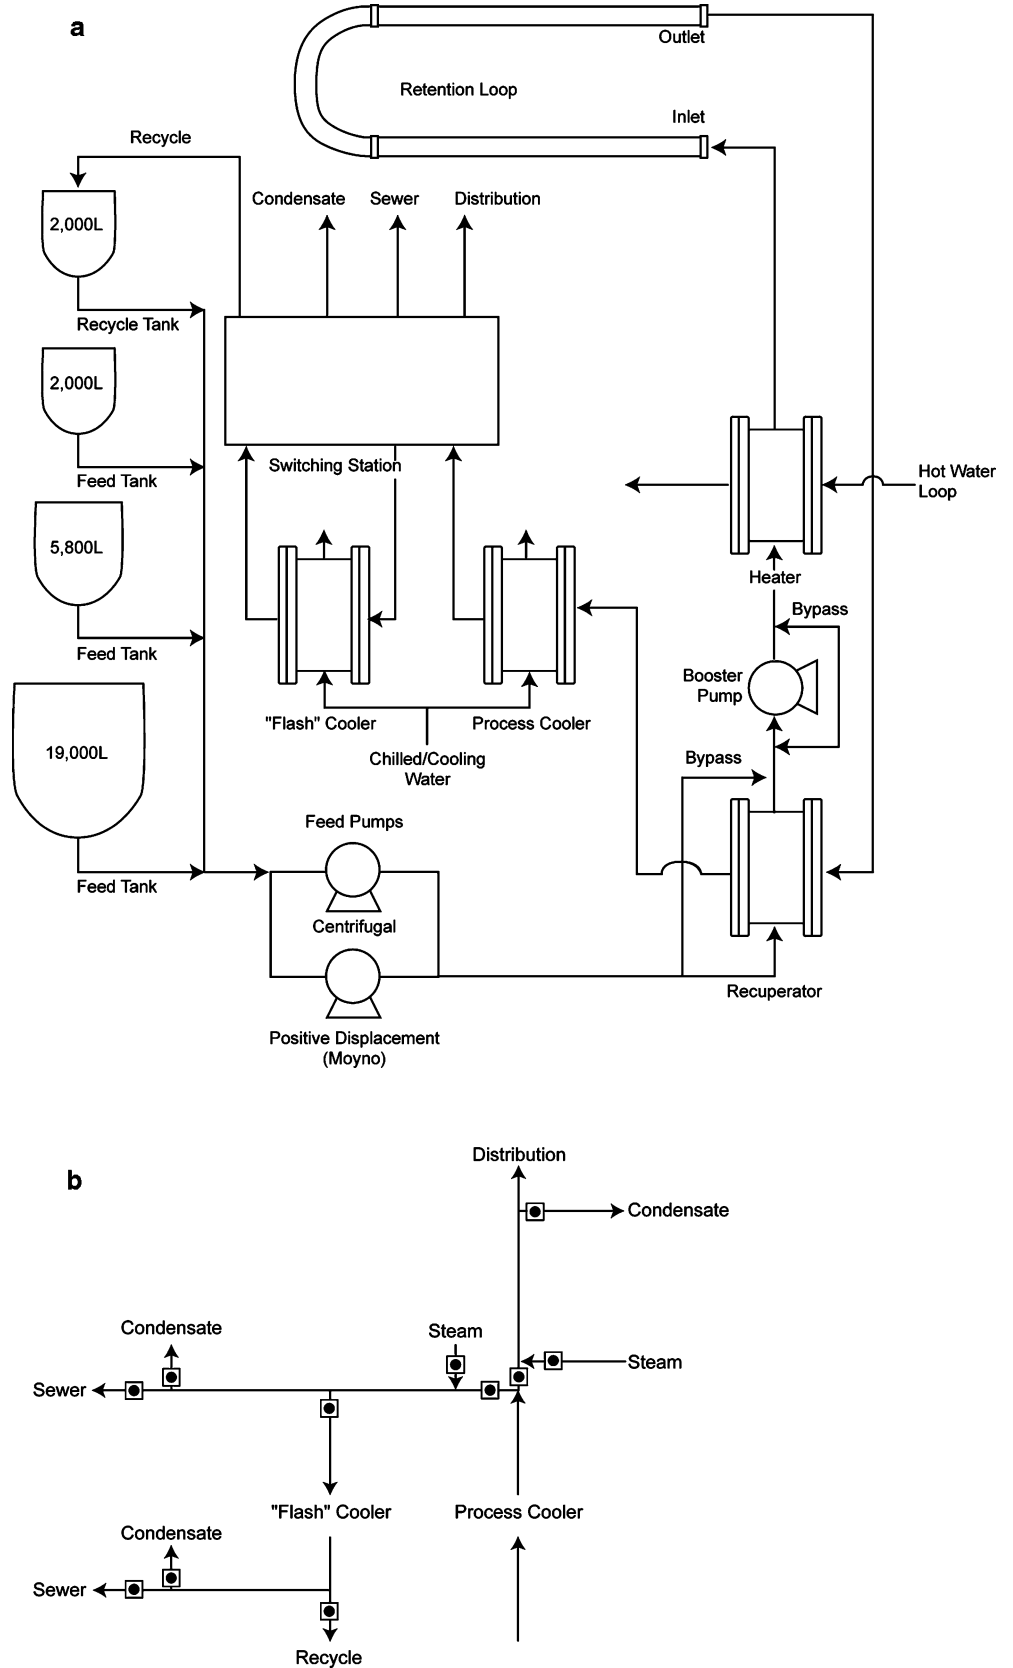 a
Outlet
Retention Loop
Inlet
Recycle
Condensate
Sewer
Distribution
2,000L
Recycle Tank
2,000L
Feed Tank
Switching Station
Hot Water
Loop
5,800L
Heater
Bypass
Feed Tank
Booster
Pump
"Flash" Cooler
Process Cooler
19,000L
Chilled/Cooling
Water
Bypass
Feed Pumps
Feed Tank
Centrifugal
Recuperator
Positive Displacement
(Moyno)
b
Distribution
Condensate
Condensate
Steam
Steam
Sewer
"Flash" Cooler
Process Cooler
Condensate
Sewer
Recycle